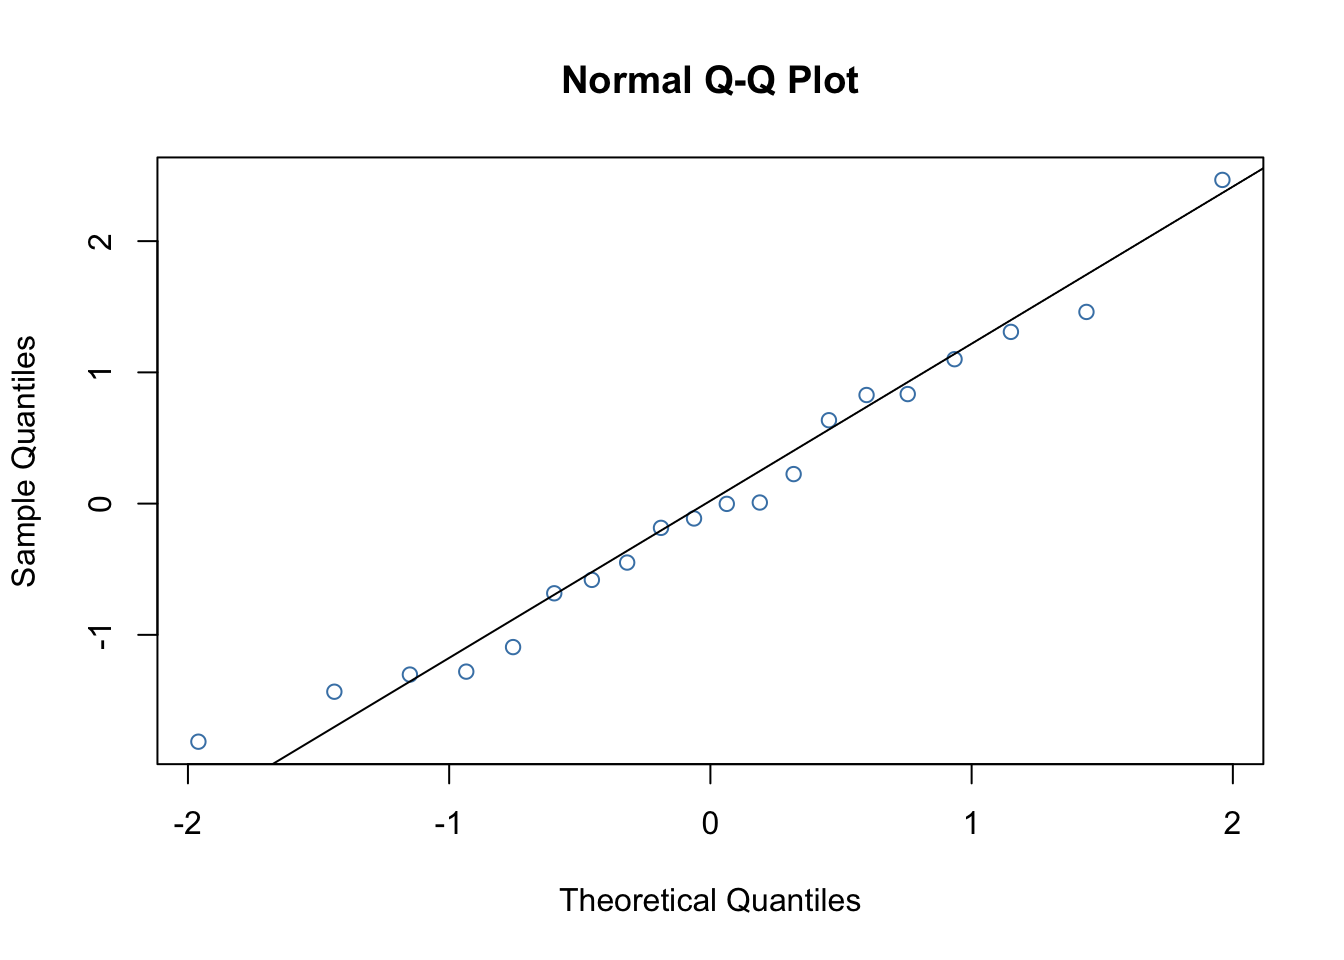 Normal Q-Q Plot
Sample Quantiles
2
1
0
-1
-2 -1 0 1 2
Theoretical Quantiles